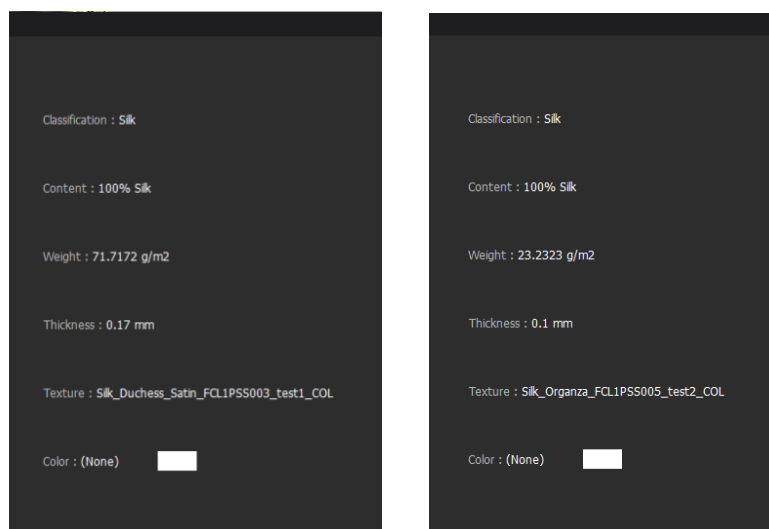 Classification : Silk
Content : 100% Silk
Weight : 71.7172 g/m2
Thickness : 0.17 mm
Texture : Silk_Duchess_Satin_FCL1PSS003_test1_COL
Color : (None)
Classification : Silk
Content : 100% Silk
Weight : 23.2323 g/m2
Thickness : 0.1 mm
Texture : Silk_Organza_FCL1PSS005_test2_COL
Color : (None)